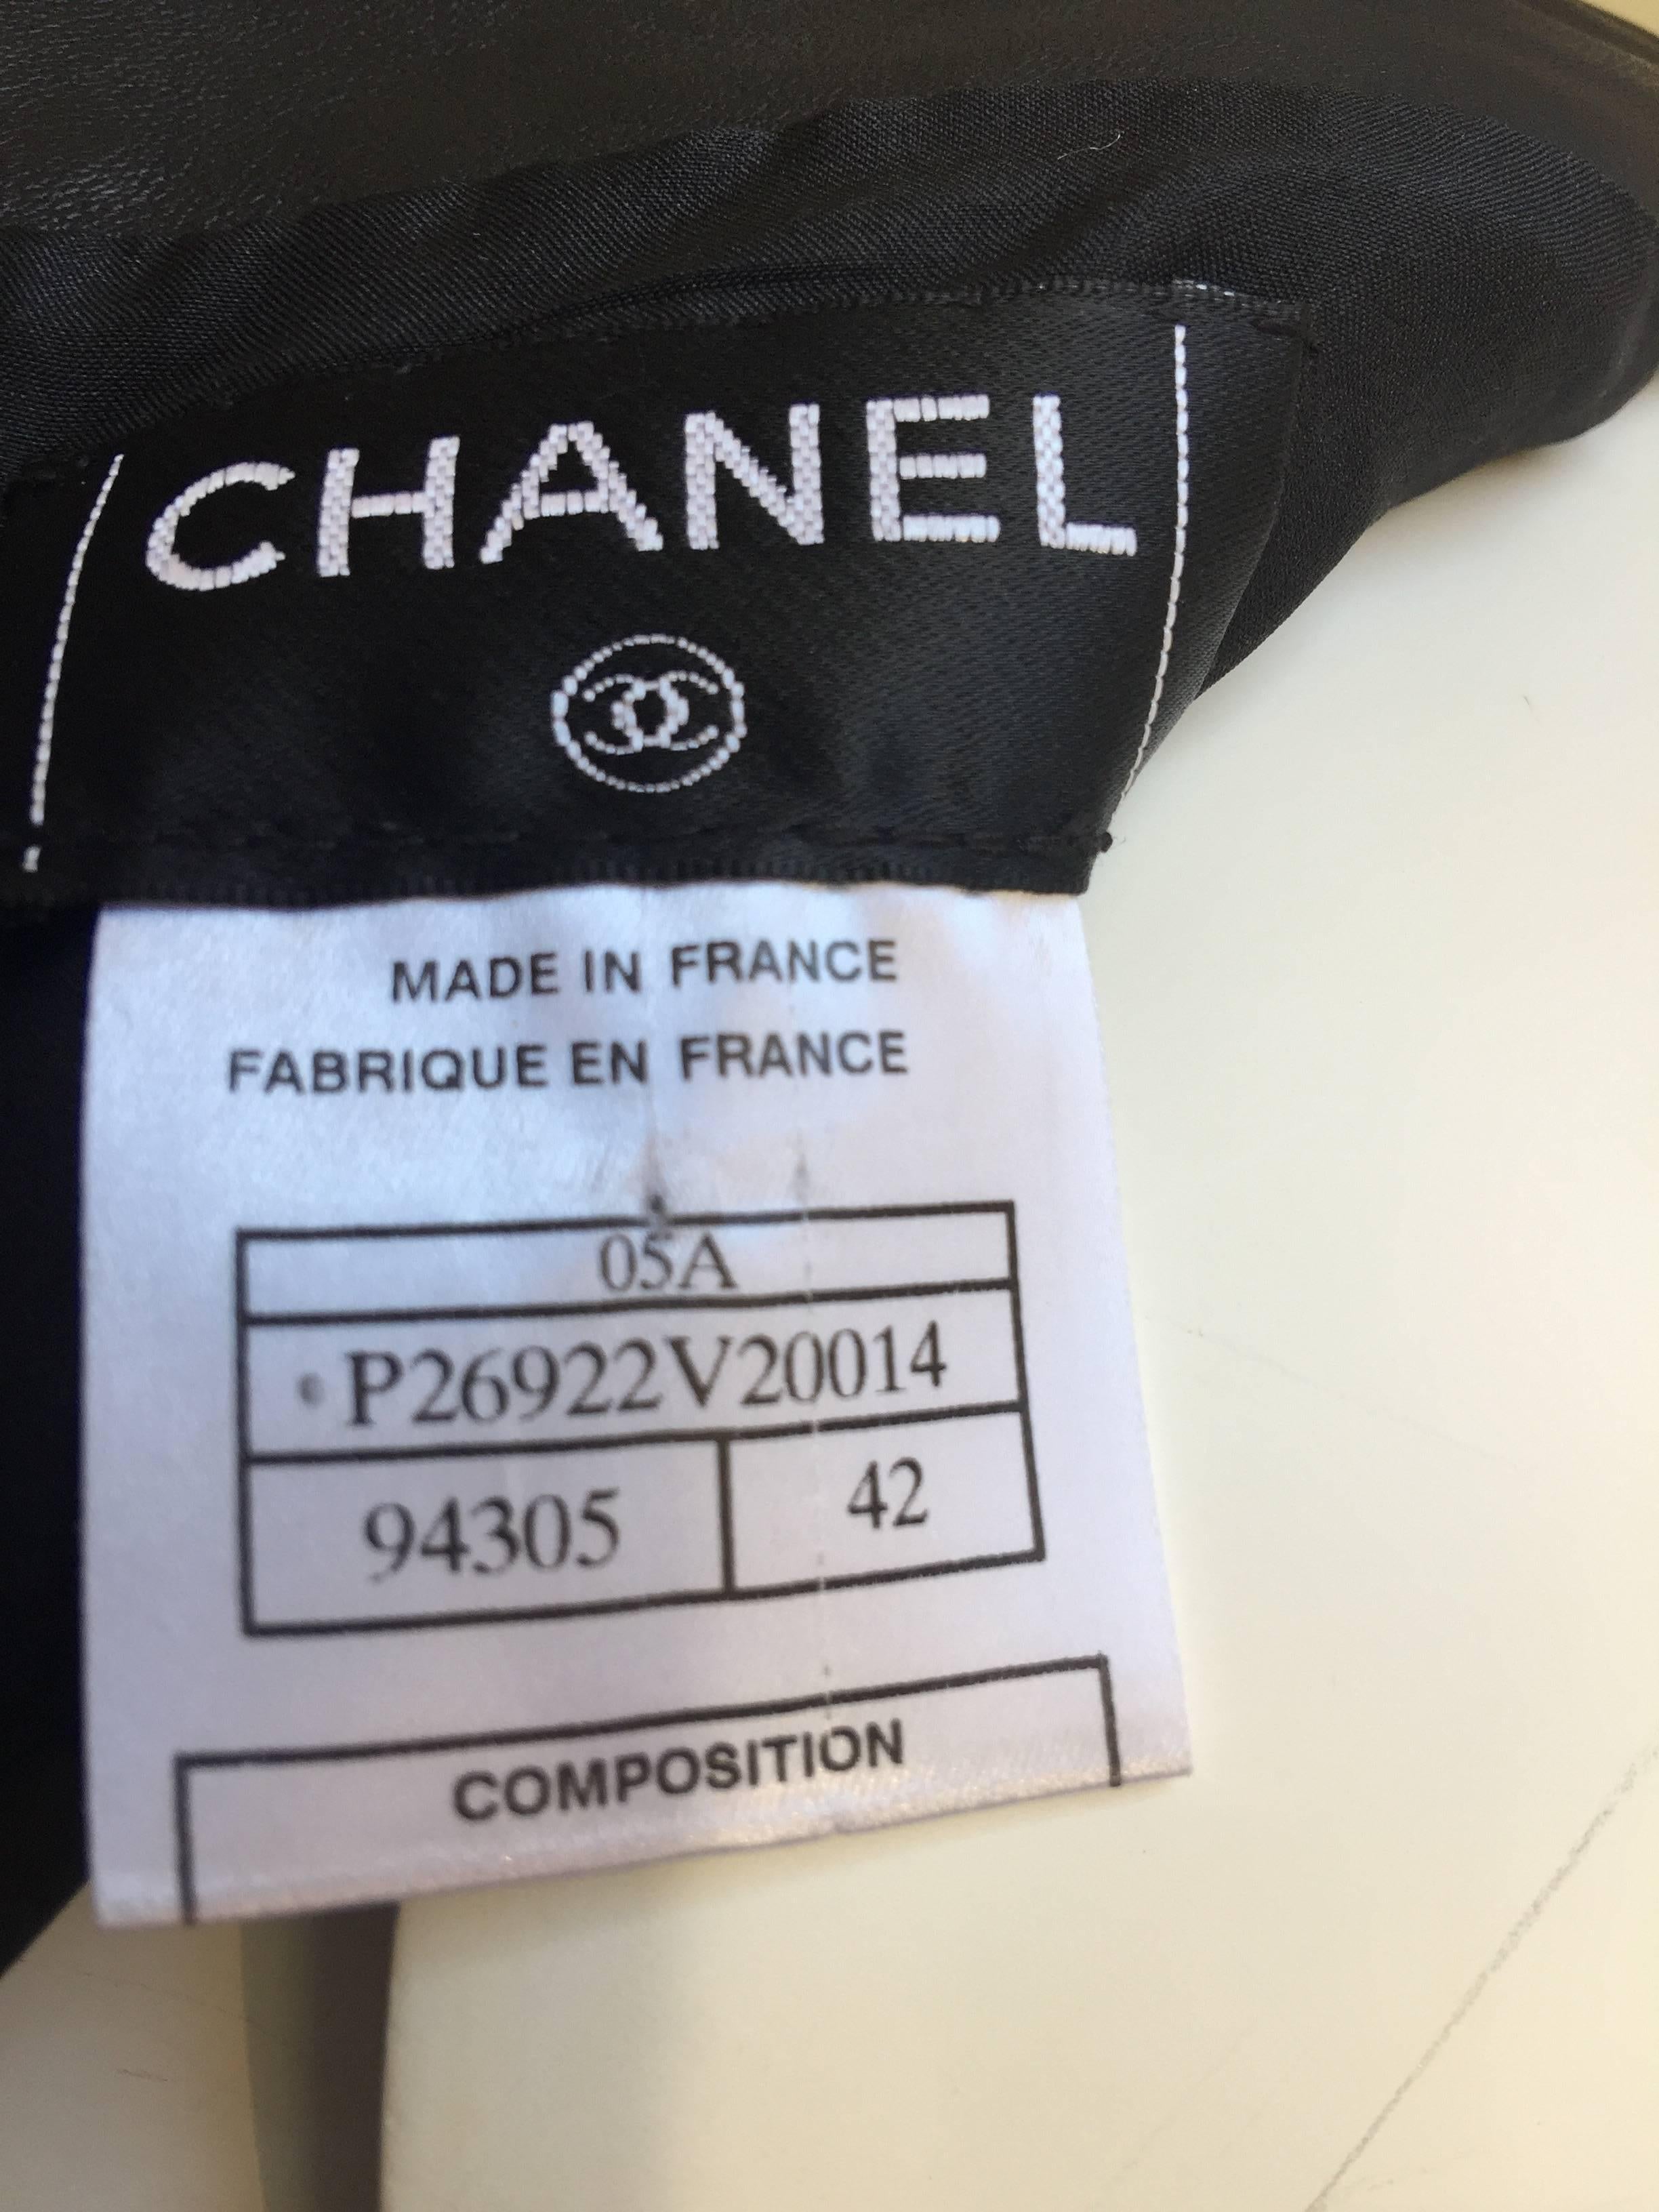 CHANEL
MADE IN FRANCE
FABRIQUE EN FRANCE
05A
P26922V20014
94305 42
COMPOSITION